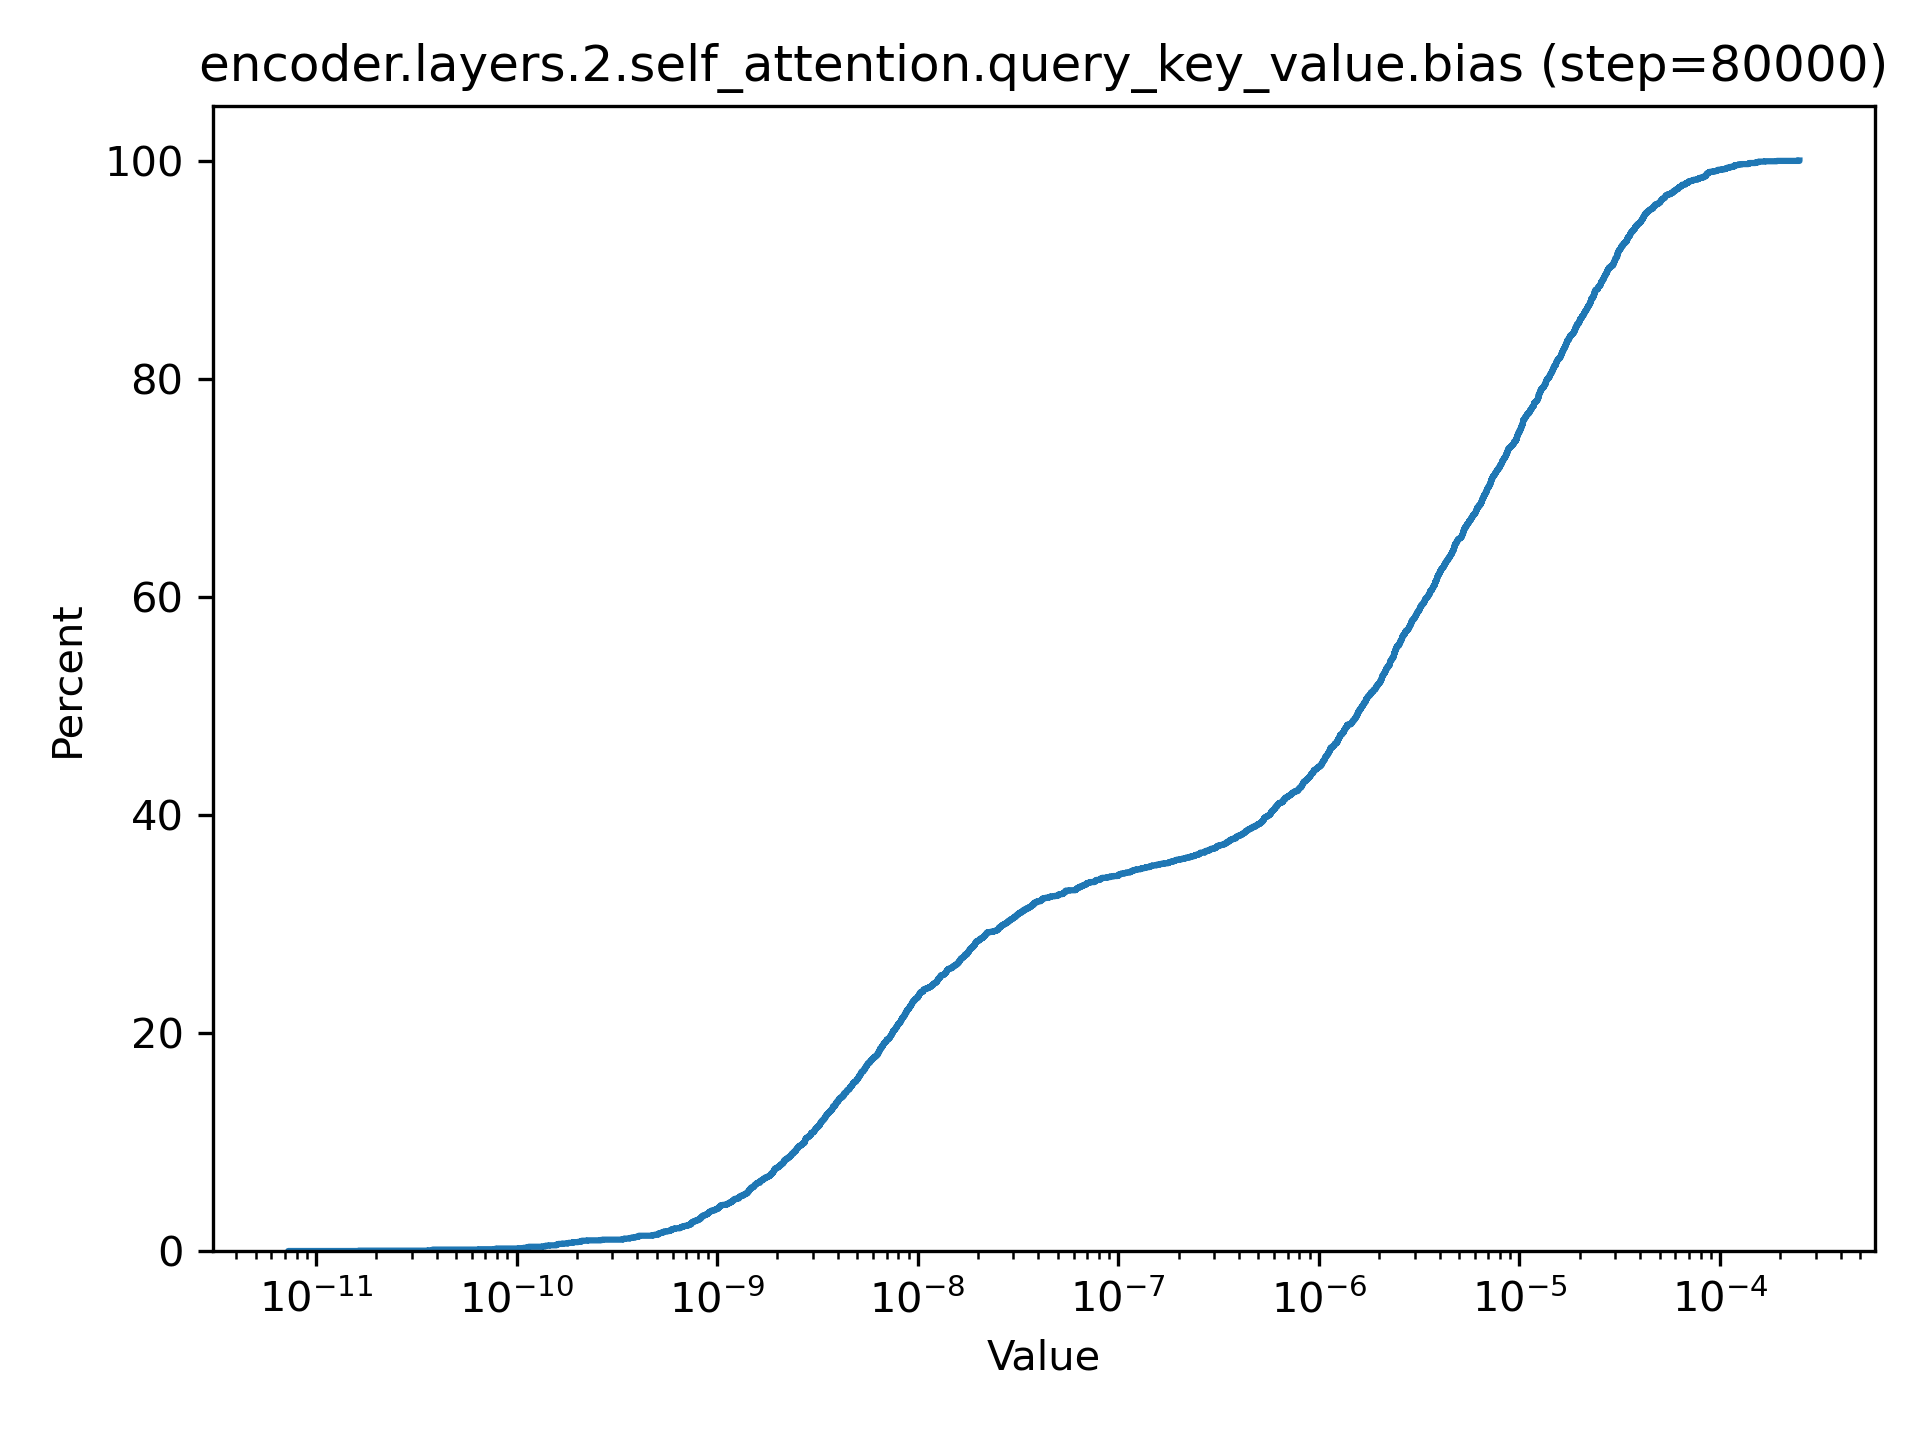 encoder.layers.2.self_attention.query_key_value.bias (step=80000)
100
80
60
40
20
0
Percent
10⁻¹¹ 10⁻¹⁰ 10⁻⁹ 10⁻⁸ 10⁻⁷ 10⁻⁶ 10⁻⁵ 10⁻⁴
Value